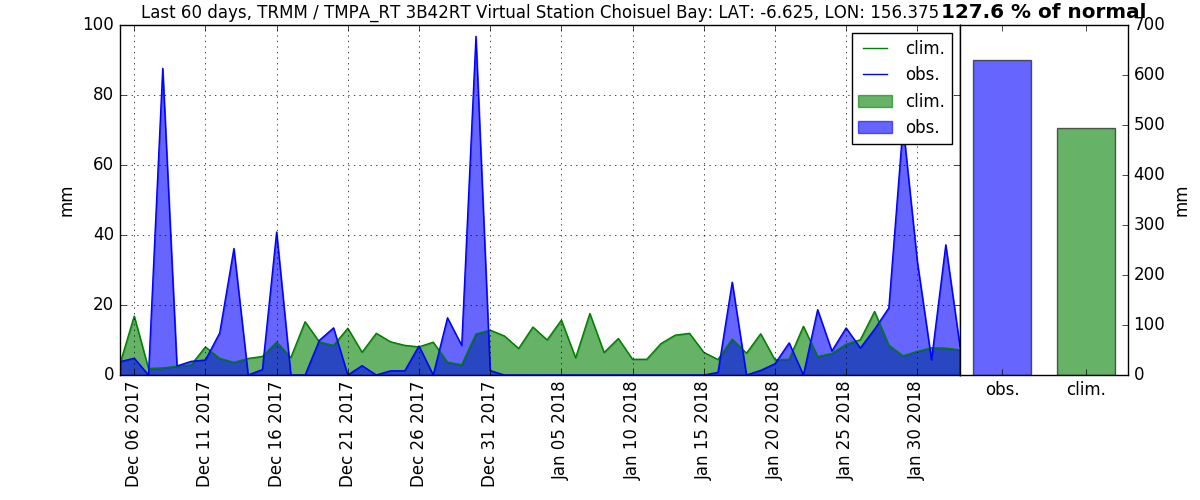 Last 60 days, TRMM / TMPA_RT 3B42RT Virtual Station Choisuel Bay: LAT: -6.625, LON: 156.375 127.6 % of normal
100
80
60
40
20
0
mm
clim.
obs.
clim.
obs.
700
600
500
400
300
200
100
0
mm
obs. clim.
Dec 06 2017
Dec 11 2017
Dec 16 2017
Dec 21 2017
Dec 26 2017
Dec 31 2017
Jan 05 2018
Jan 10 2018
Jan 15 2018
Jan 20 2018
Jan 25 2018
Jan 30 2018